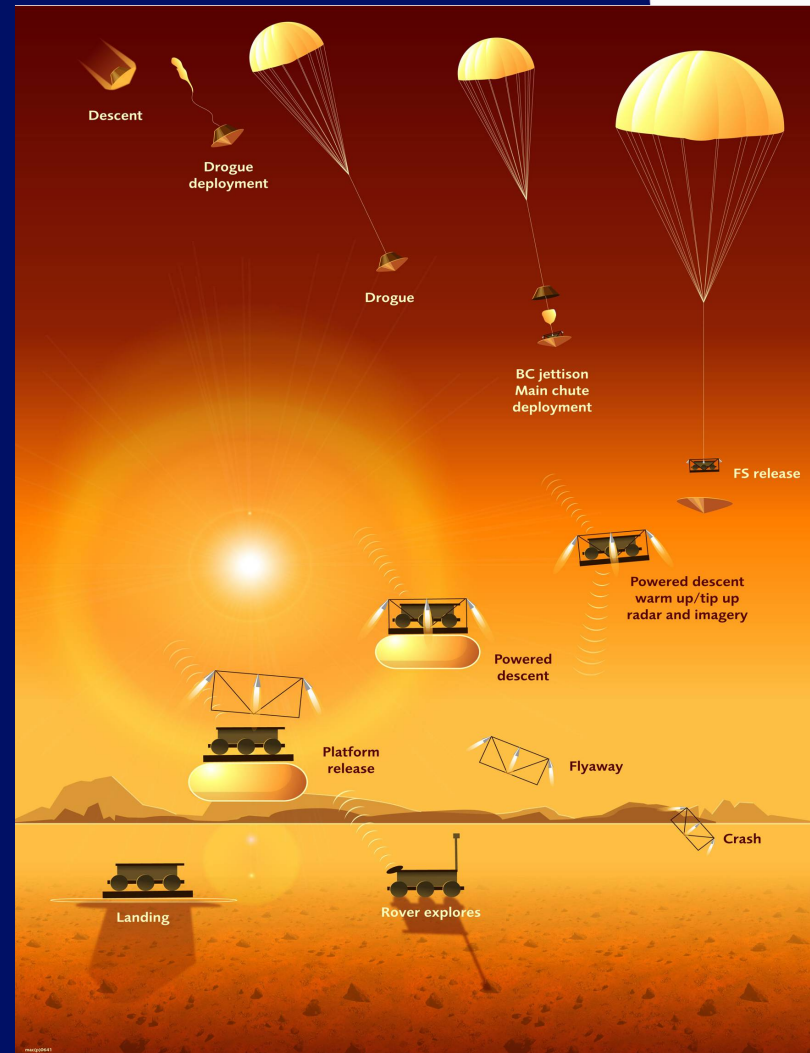 Descent
Drogue
deployment
Drogue
BC jettison
Main chute
deployment
FS release
Powered descent
warm up/tip up
radar and imagery
Powered
descent
Platform
release
Flyaway
Crash
Landing
Rover explores